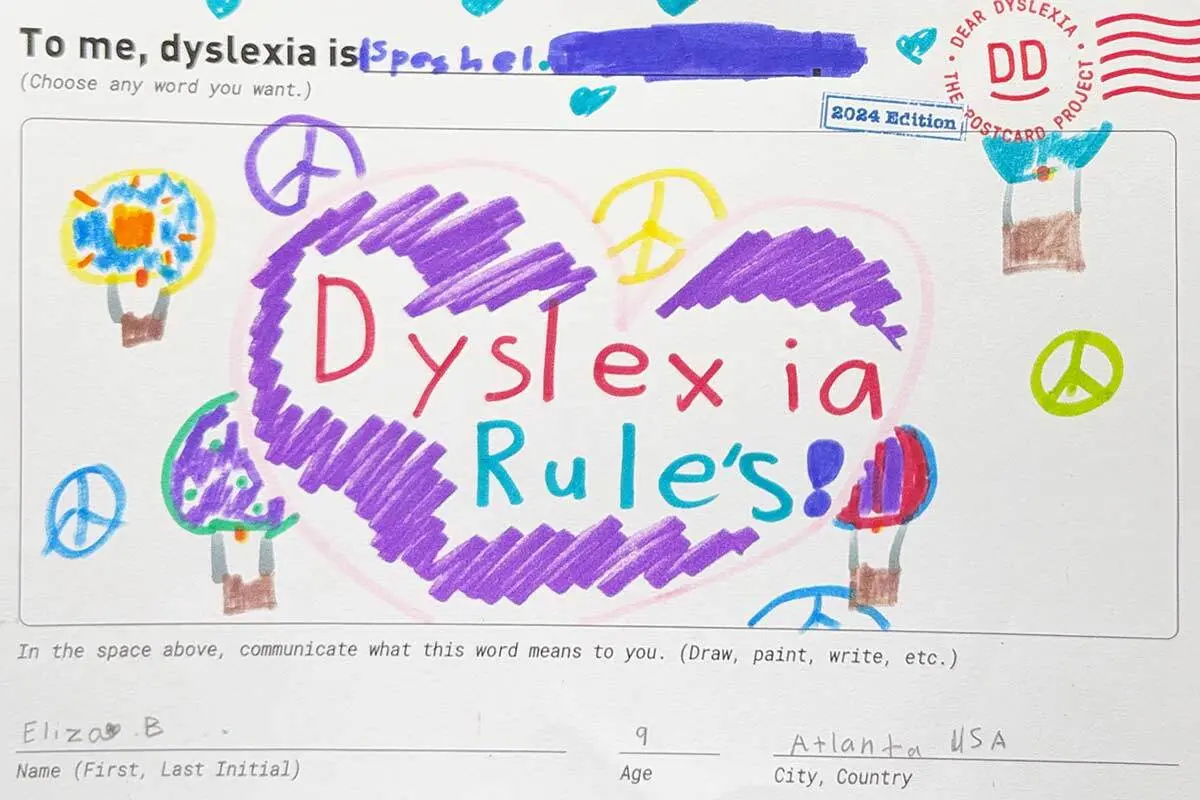 To me, dyslexia is speshel.
(Choose any word you want.)
DEAR DYSLEXIA • THE POSTCARD PROJECT •
DD
2024 Edition
Dyslexia
Rule's!
In the space above, communicate what this word means to you. (Draw, paint, write, etc.)
Eliza B
9
Atlanta USA
Name (First, Last Initial)
Age
City, Country